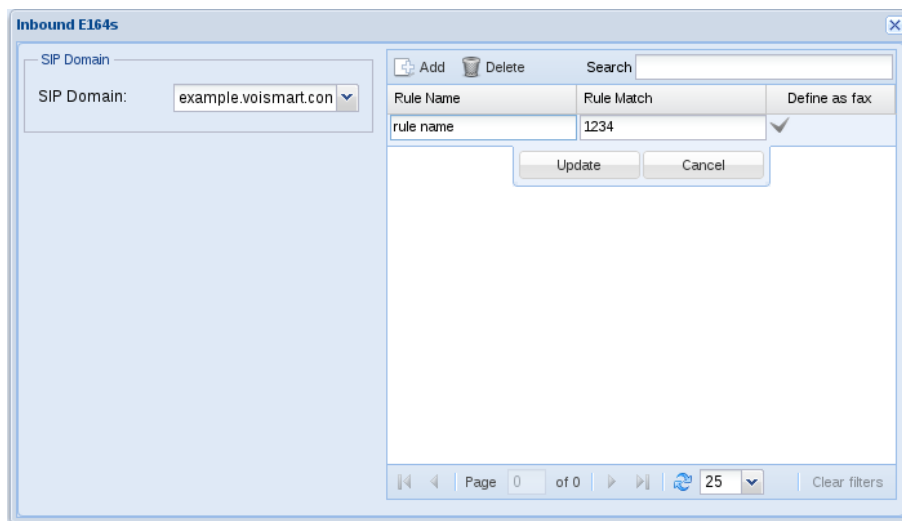 Inbound E164s
SIP Domain
SIP Domain: example.voismart.con
Add Delete Search
Rule Name Rule Match Define as fax
rule name 1234
Update Cancel
Page 0 of 0 25 Clear filters